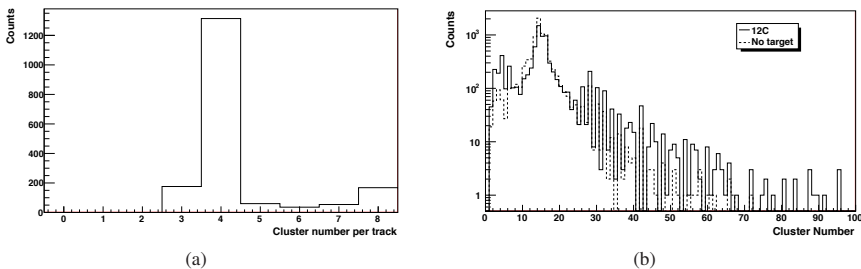 Counts
1200
1000
800
600
400
200
0
0 1 2 3 4 5 6 7 8
Cluster number per track
(a)
Counts
10³
10²
10
1
12C
No target
0 10 20 30 40 50 60 70 80 90 100
Cluster Number
(b)